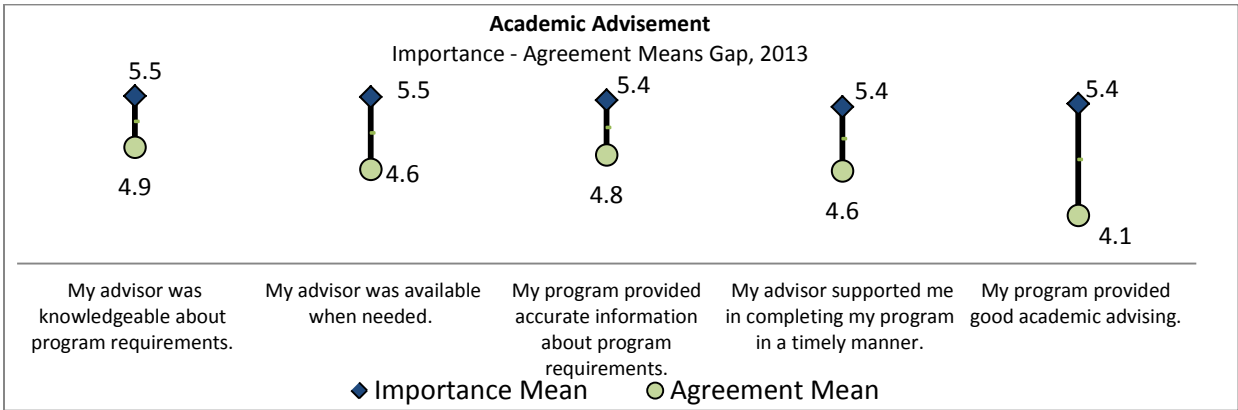 Academic Advisement
Importance - Agreement Means Gap, 2013
5.5
4.9
5.5
4.6
5.4
4.8
5.4
4.6
5.4
4.1
My advisor was
knowledgeable about
program requirements.
My advisor was available
when needed.
My program provided
accurate information
about program
requirements.
My advisor supported me
in completing my program
in a timely manner.
My program provided
good academic advising.
Importance Mean
Agreement Mean